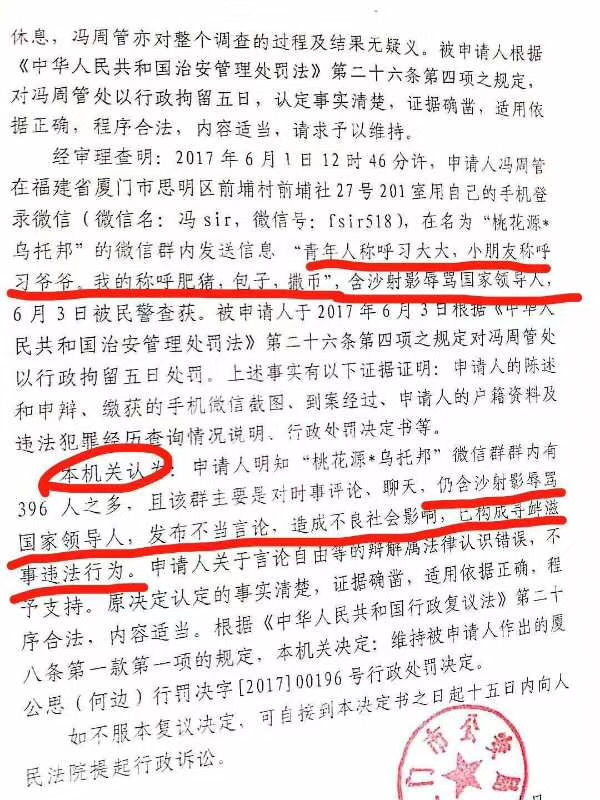 休息，冯周管亦对整个调查的过程及结果无疑义。被申请人根据
《中华人民共和国治安管理处罚法》第二十六条第四项之规定，
对冯周管处以行政拘留五日，认定事实清楚，证据确凿，适用依
据正确，程序合法，内容适当，请求予以维持。
经审理查明：2017年6月1日12时46分许，申请人冯周管
在福建省厦门市思明区前埔村前埔社27号201室用自己的手机登
录微信（微信名：冯sir，微信号：fsir518），在名为“桃花源*
乌托邦”的微信群内发送信息“青年人称呼习大大，小朋友称呼
习爷爷。我的称呼肥猪，包子，撒币”，含沙射影辱骂国家领导人，
6月3日被民警查获。被申请人于2017年6月3日根据《中华人
民共和国治安管理处罚法》第二十六条第四项之规定对冯周管处
以行政拘留五日处罚。上述事实有以下证据证明：申请人的陈述
和申辩、缴获的手机微信截图、到案经过、申请人的户籍资料及
违法犯罪经历查询情况说明、行政处罚决定书等。
本机关认为：申请人明知“桃花源*乌托邦”微信群群内有
396人之多，且该群主要是对时事评论、聊天，仍含沙射影辱骂
国家领导人，发布不当言论，造成不良社会影响，已构成寻衅滋
事违法行为。申请人关于言论自由等的辩解属法律认识错误，不
予支持。原决定认定的事实清楚，证据确凿，适用依据正确，程
序合法，内容适当。根据《中华人民共和国行政复议法》第二十
八条第一款第一项的规定，本机关决定：维持被申请人作出的厦
公思（何边）行罚决字[2017]00196号行政处罚决定。
如不服本复议决定，可自接到本决定书之日起十五日内向人
民法院提起行政诉讼。
门市公安局